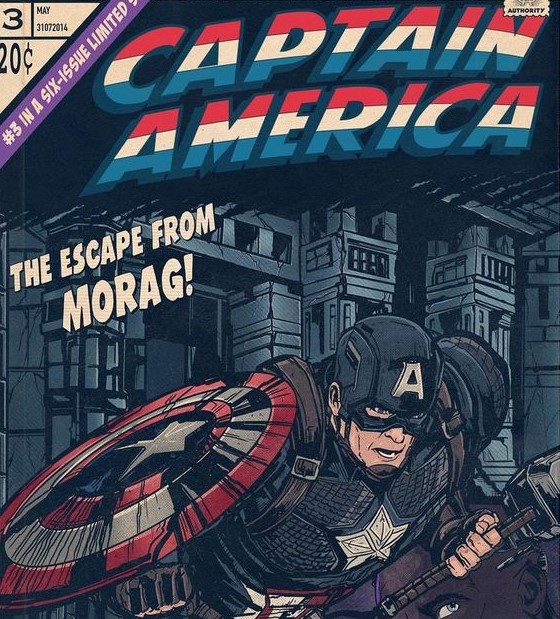 3
MAY
31072014
20¢
#3 IN A SIX-ISSUE LIMITED
AUTHORITY
CAPTAIN
AMERICA
THE ESCAPE FROM
MORAG!
A